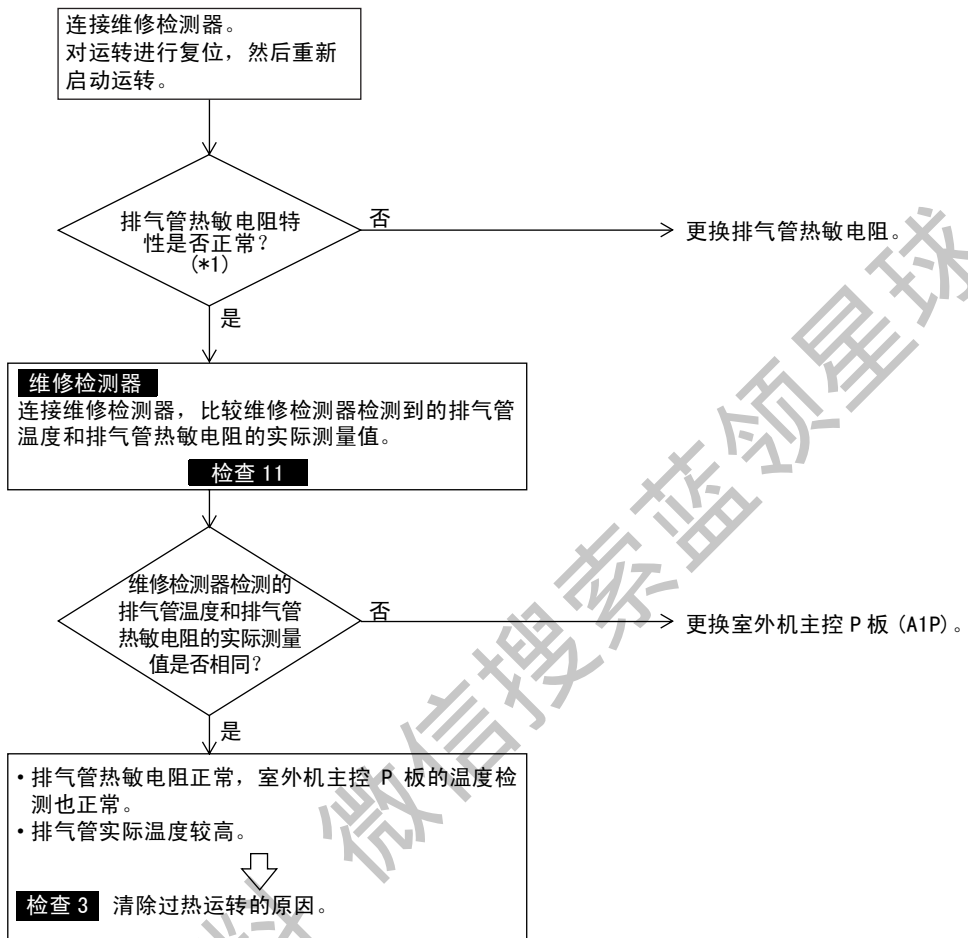 连接维修检测器。
对运转进行复位，然后重新
启动运转。
排气管热敏电阻特
性是否正常？
(*1)
否
更换排气管热敏电阻。
是
维修检测器
连接维修检测器，比较维修检测器检测到的排气管
温度和排气管热敏电阻的实际测量值。
检查 11
维修检测器检测的
排气管温度和排气管
热敏电阻的实际测量
值是否相同？
否
更换室外机主控 P 板 (A1P)。
是
・排气管热敏电阻正常，室外机主控 P 板的温度检
测也正常。
・排气管实际温度较高。
检查 3 清除过热运转的原因。
微信搜索蓝领星球